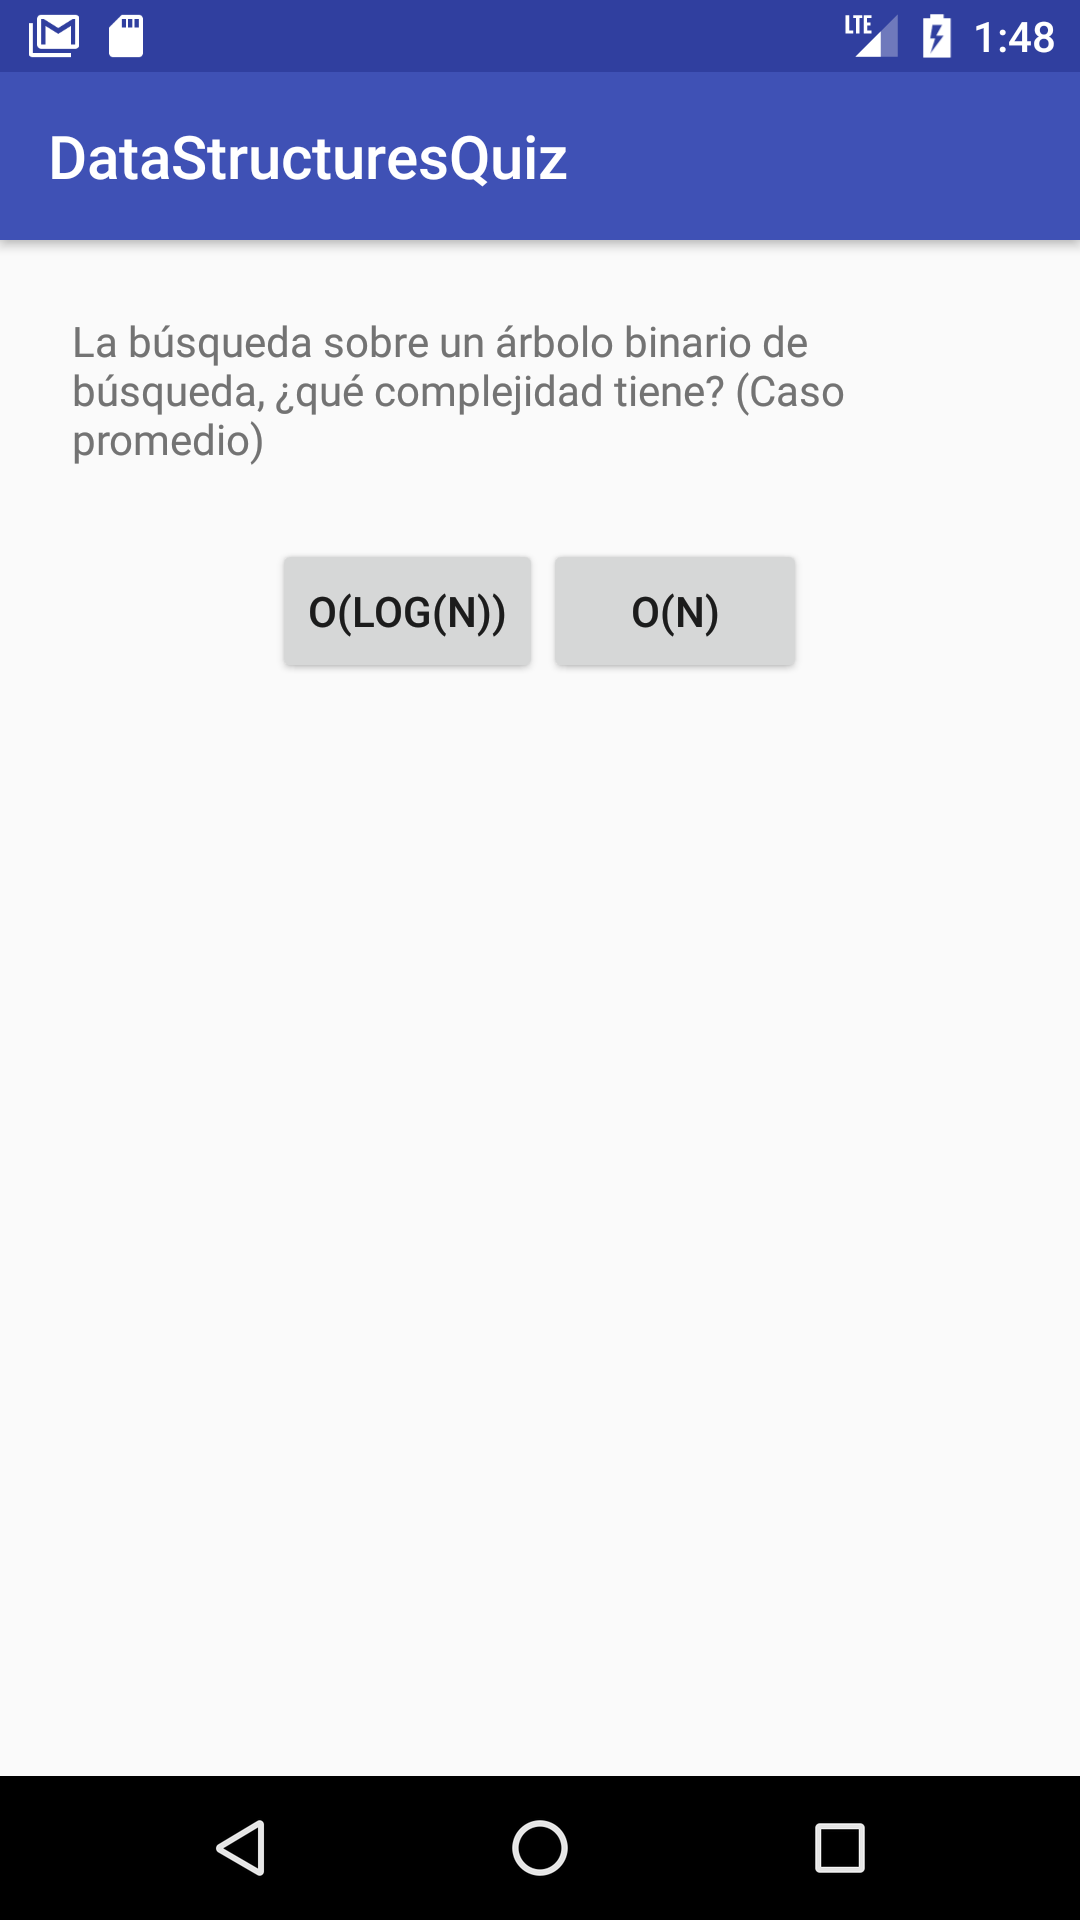 LTE 1:48
DataStructuresQuiz
La búsqueda sobre un árbolo binario de
búsqueda, ¿qué complejidad tiene? (Caso
promedio)
O(LOG(N)) O(N)